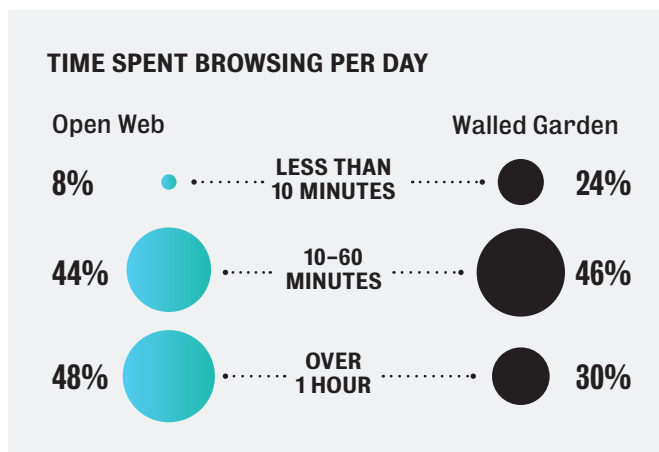 TIME SPENT BROWSING PER DAY
Open Web
Walled Garden
8%
LESS THAN
10 MINUTES
24%
44%
10–60
MINUTES
46%
48%
OVER
1 HOUR
30%